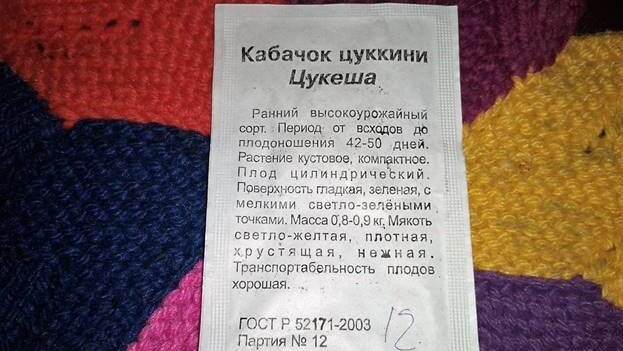 Кабачок цуккини
Цукеша
Ранний высокоурожайный
сорт. Период от всходов до
плодоношения 42-50 дней.
Растение кустовое, компактное.
Плод цилиндрический.
Поверхность гладкая, зеленая, с
мелкими светло-зелёными
точками. Масса 0,8-0,9 кг. Мякоть
светло-желтая, плотная,
хрустящая, нежная.
Транспортабельность плодов
хорошая.
ГОСТ Р 52171-2003
Партия № 12
12